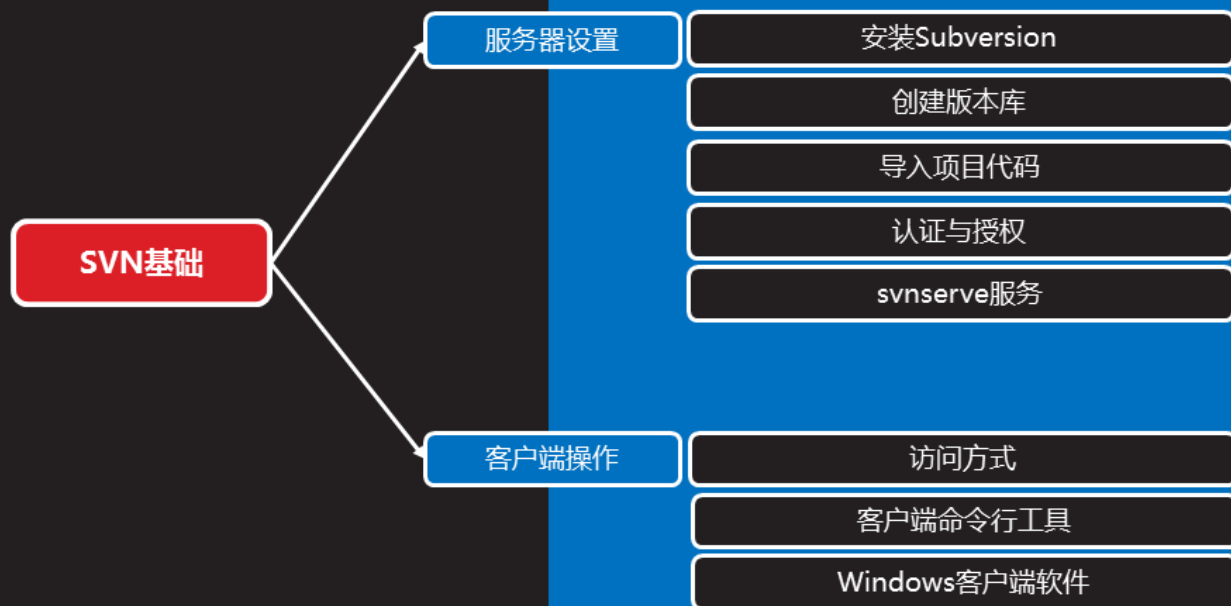 SVN基础
服务器设置
安装Subversion
创建版本库
导入项目代码
认证与授权
svnserve服务
客户端操作
访问方式
客户端命令行工具
Windows客户端软件